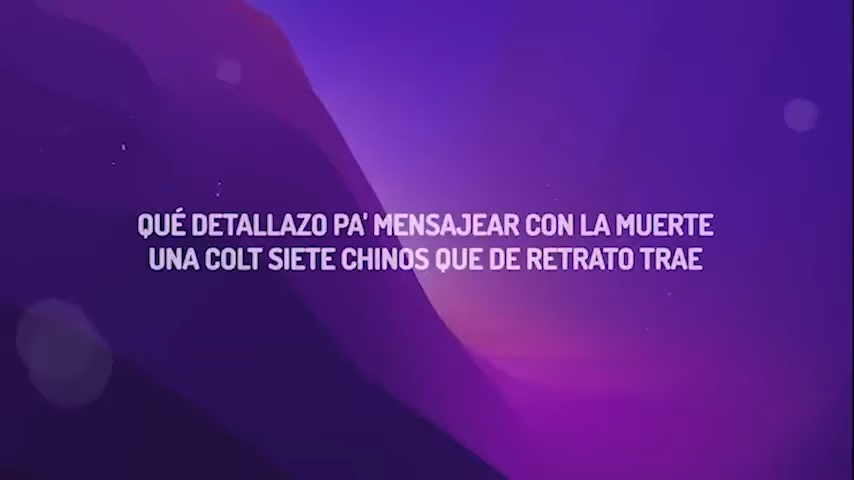 QUÉ DETALLAZO PA' MENSAJEAR CON LA MUERTE
UNA COLT SIETE CHINOS QUE DE RETRATO TRAE